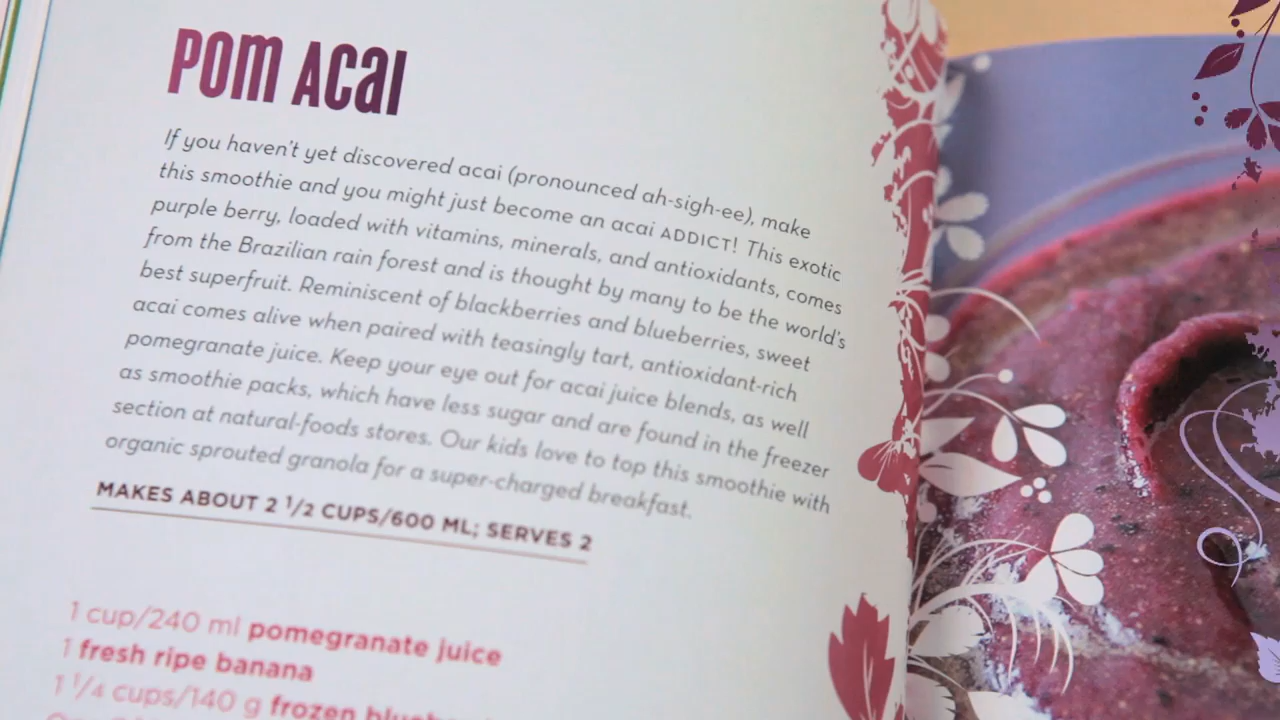 POM ACAI
If you haven't yet discovered acai (pronounced ah-sigh-ee), make
this smoothie and you might just become an acai ADDICT! This exotic
purple berry, loaded with vitamins, minerals, and antioxidants, comes
from the Brazilian rain forest and is thought by many to be the world's
best superfruit. Reminiscent of blackberries and blueberries, sweet
acai comes alive when paired with teasingly tart, antioxidant-rich
pomegranate juice. Keep your eye out for acai juice blends, as well
as smoothie packs, which have less sugar and are found in the freezer
section at natural-foods stores. Our kids love to top this smoothie with
organic sprouted granola for a super-charged breakfast.
MAKES ABOUT 2 1/2 CUPS/600 ML; SERVES 2
1 cup/240 ml pomegranate juice
1 fresh ripe banana
1 1/4 cups/140 g frozen